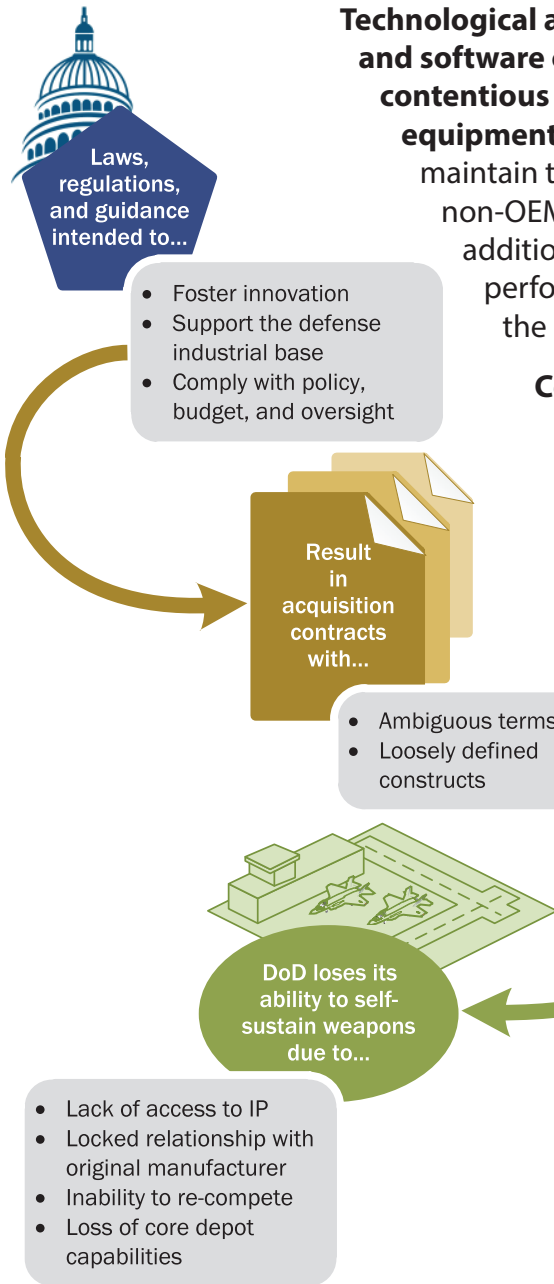 Technological
and software
contentious
equipment
maintain
non-OEM
the
Laws,
regulations,
and guidance
intended to...
• Foster innovation
• Support the defense
industrial base
• Comply with policy,
budget, and oversight
Result
in
acquisition
contracts
with...
• Ambiguous terms
• Loosely defined
constructs
DoD loses its
ability to self-
sustain weapons
due to...
• Lack of access to IP
• Locked relationship with
original manufacturer
• Inability to re-compete
• Loss of core depot
capabilities